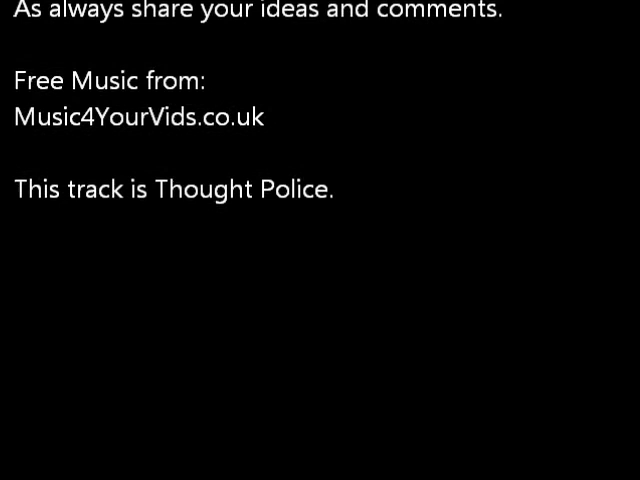 As always share your ideas and comments.
Free Music from:
Music4YourVids.co.uk
This track is Thought Police.